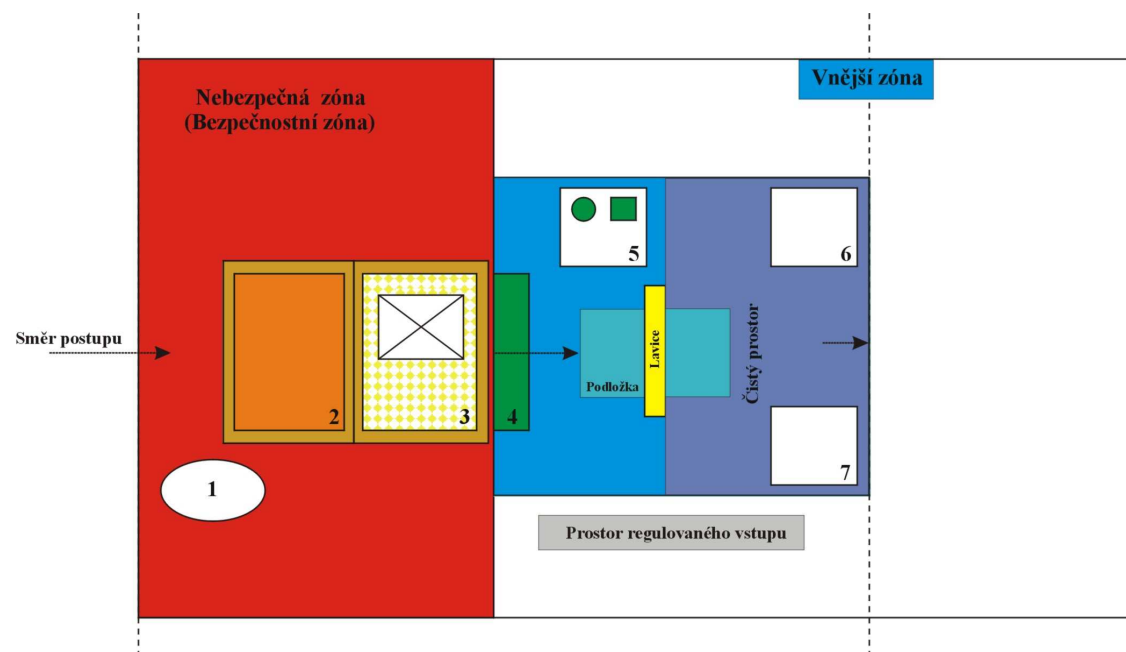 Nebezpečná zóna
(Bezpečnostní zóna)
Vnější zóna
5
6
Směr postupu
Lavice
Čistý prostor
Podložka
2
3
4
7
1
Prostor regulovaného vstupu